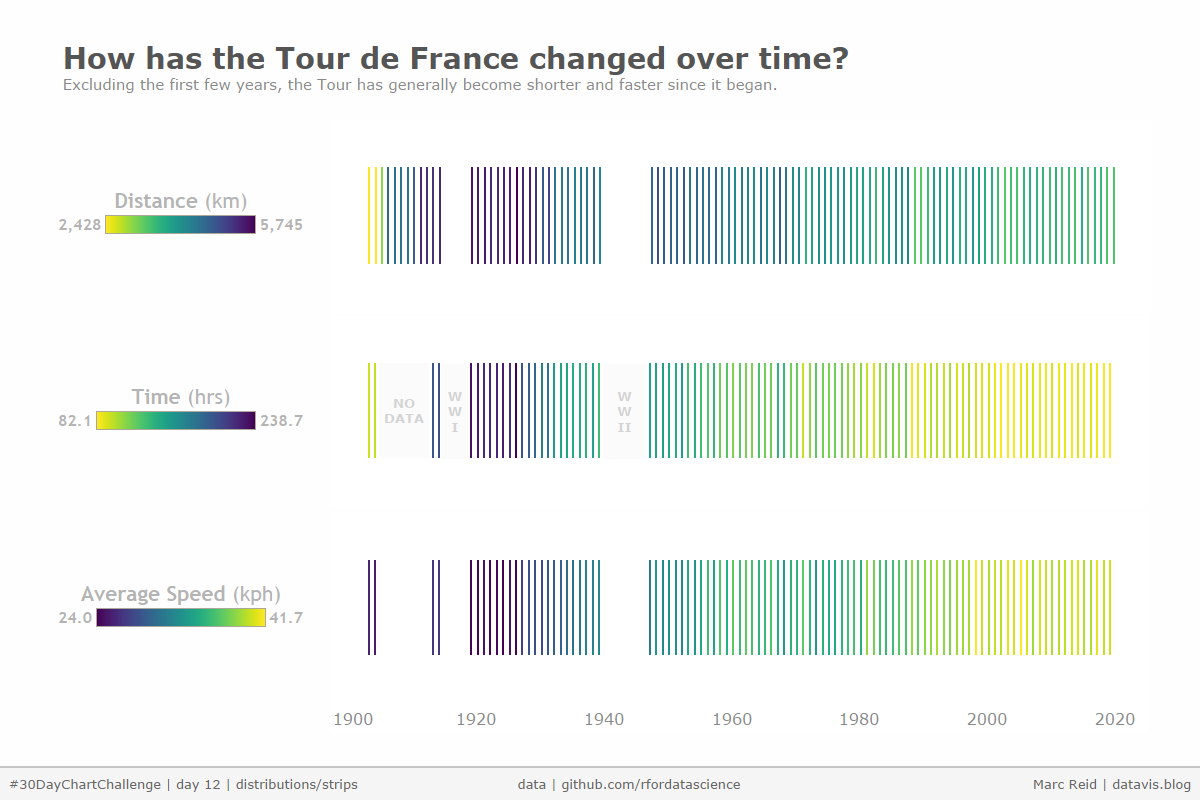 How has the Tour de France changed over time?
Excluding the first few years, the Tour has generally become shorter and faster since it began.
Distance (km)
2,428 5,745
Time (hrs)
82.1 238.7
NO
DATA
W
W
I
W
W
II
Average Speed (kph)
24.0 41.7
1900 1920 1940 1960 1980 2000 2020
#30DayChartChallenge | day 12 | distributions/strips data | github.com/rfordatascience Marc Reid | datavis.blog